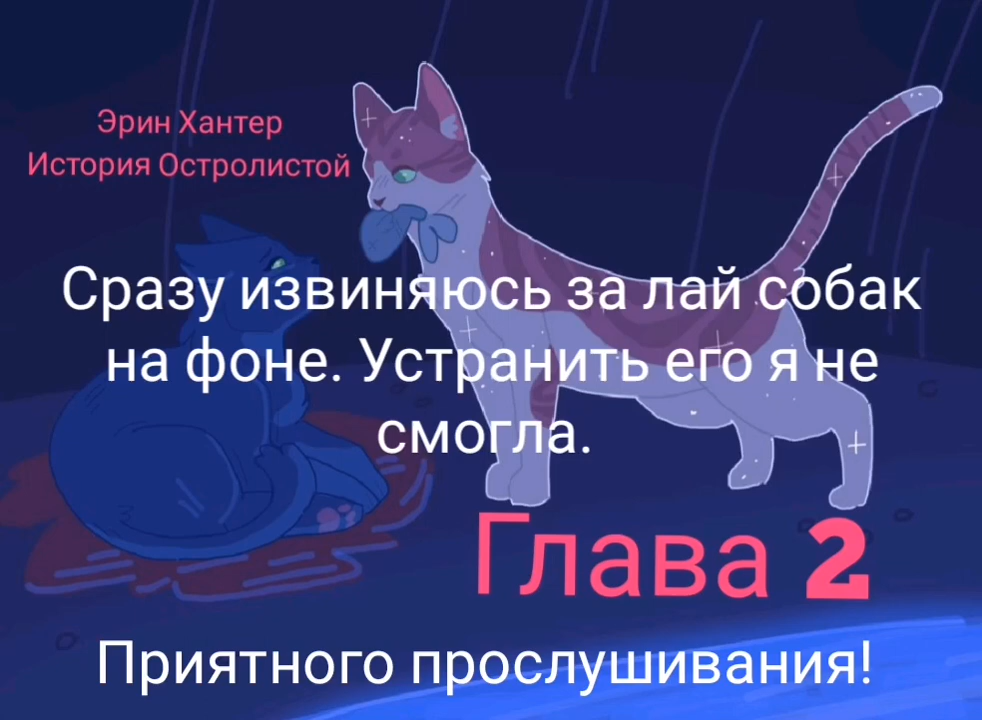 Эрин Хантер
История Остролистой
Сразу извиняюсь за лай собак
на фоне. Устранить его я не
смогла.
Глава 2
Приятного прослушивания!